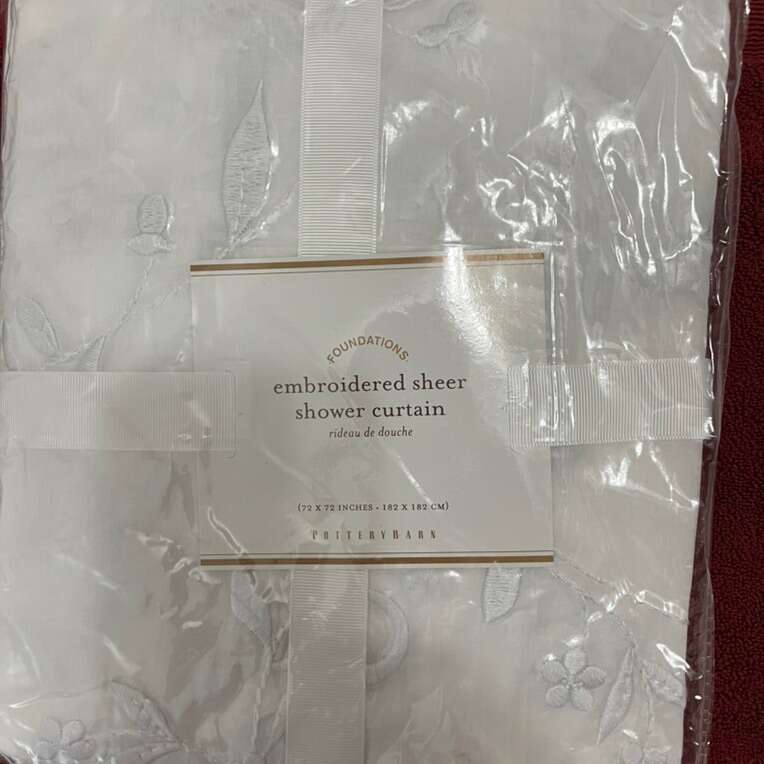 FOUNDATIONS
embroidered sheer
shower curtain
rideau de douche
(72 X 72 INCHES • 182 X 182 CM)
POTTERYBARN